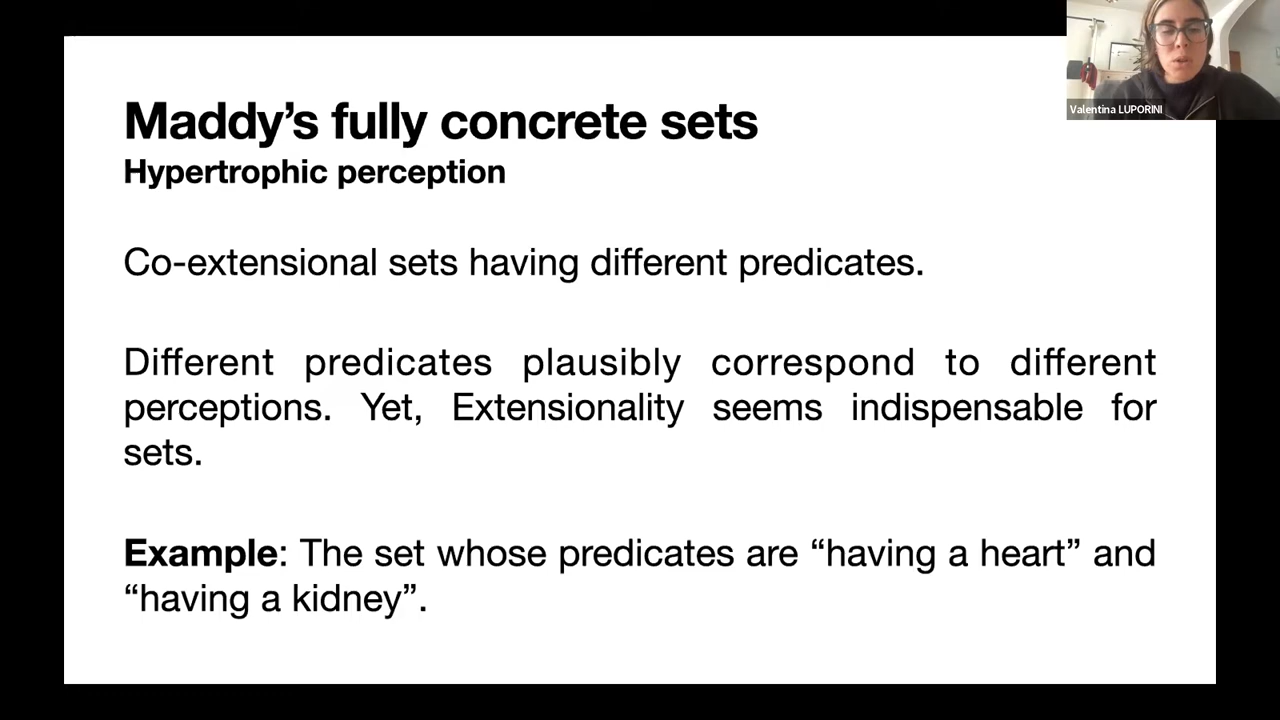 Maddy’s fully concrete sets
Hypertrophic perception
Co-extensional sets having different predicates.
Different predicates plausibly correspond to different
perceptions. Yet, Extensionality seems indispensable for
sets.
Example: The set whose predicates are “having a heart” and
“having a kidney”.
Valentina LUPORINI